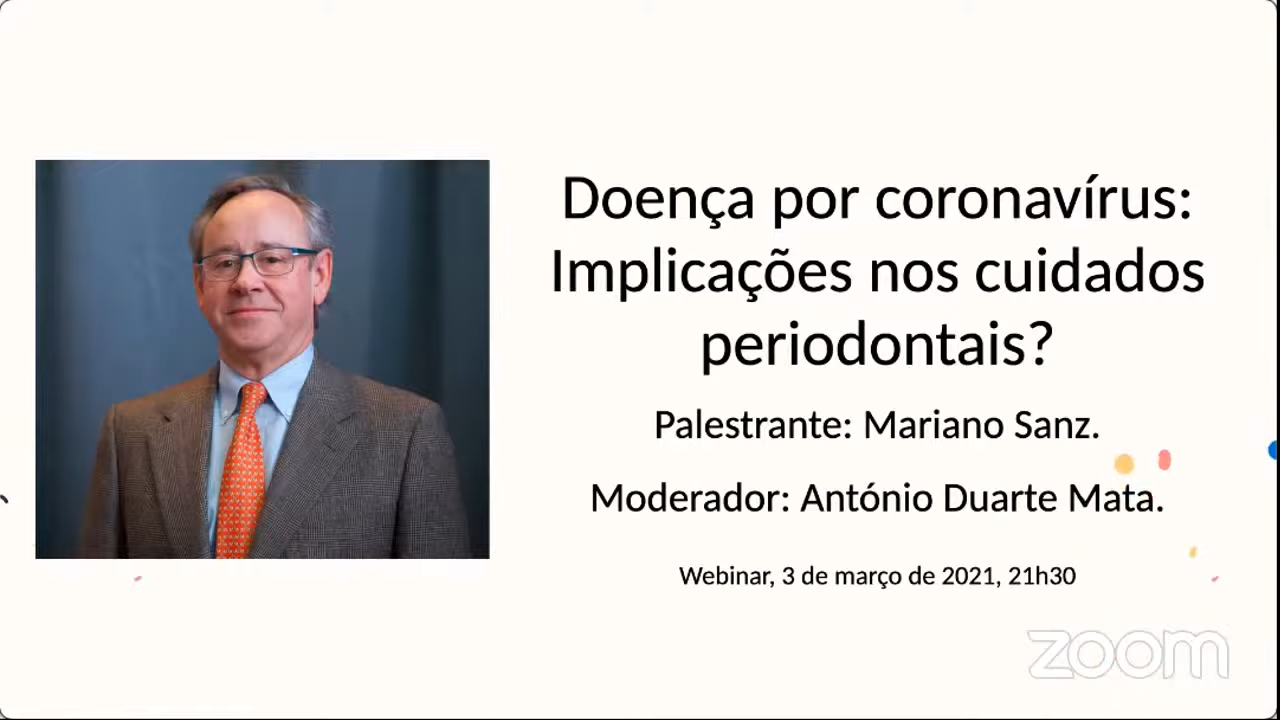 Doença por coronavírus:
Implicações nos cuidados
periodontais?
Palestrante: Mariano Sanz.
Moderador: António Duarte Mata.
Webinar, 3 de março de 2021, 21h30
zoom